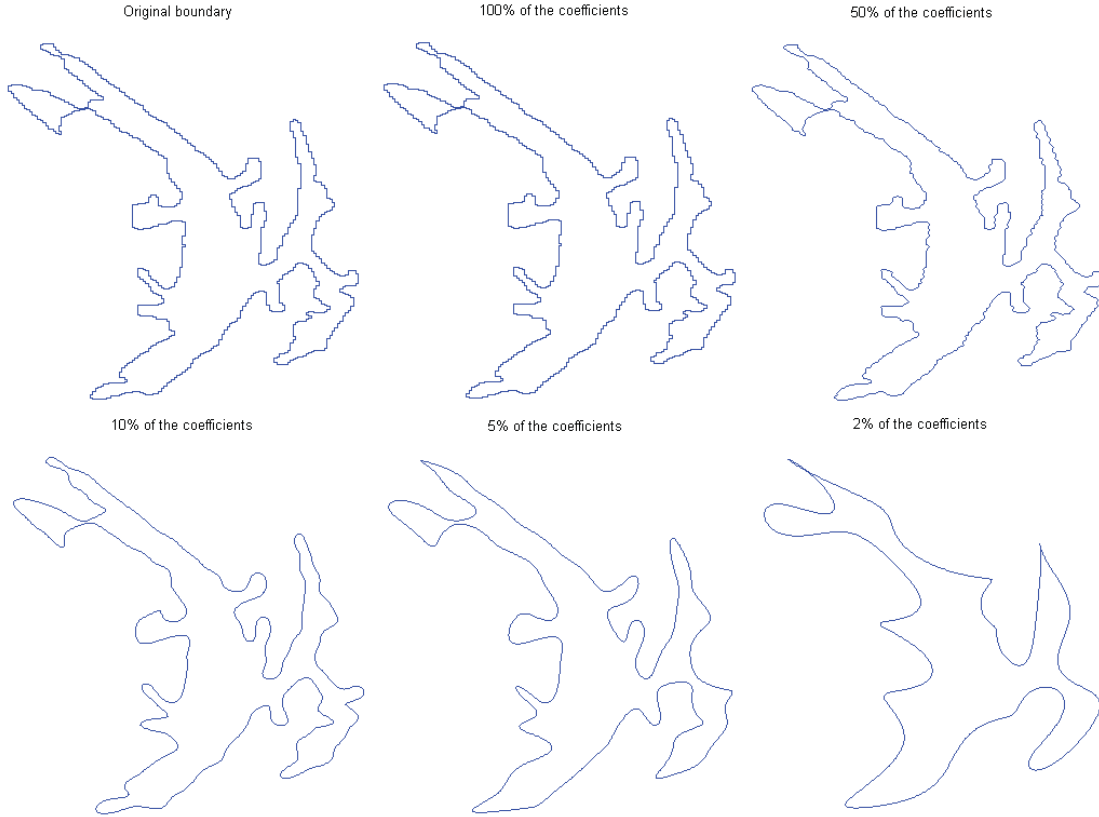 Original boundary
100% of the coefficients
50% of the coefficients
10% of the coefficients
5% of the coefficients
2% of the coefficients